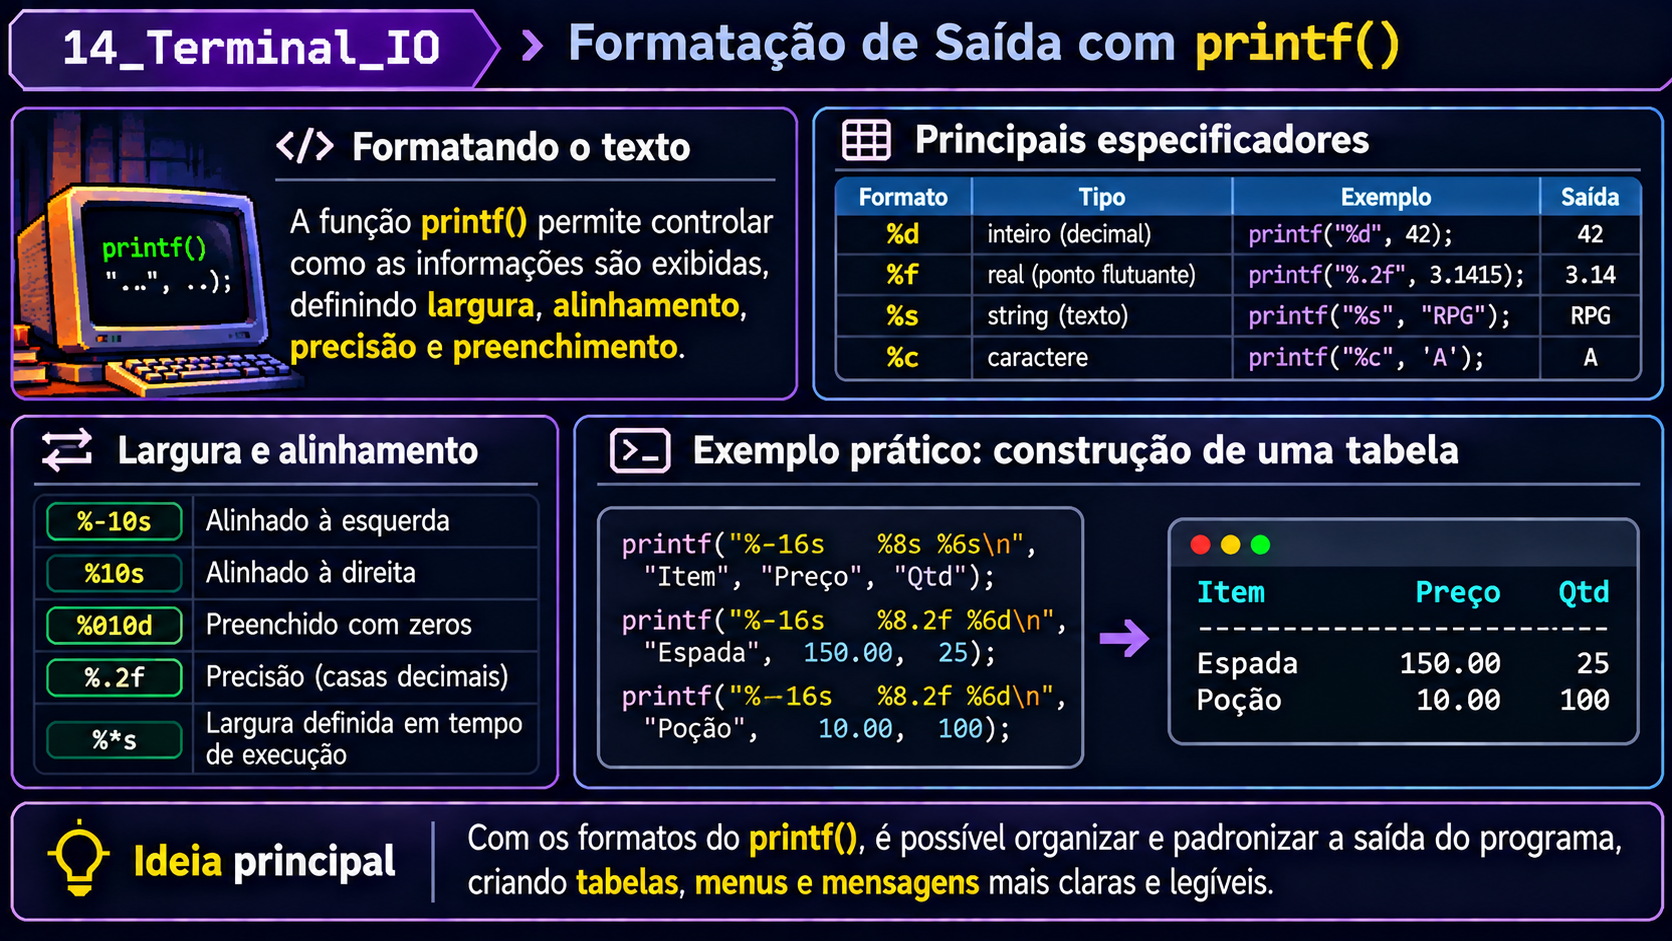 14_Terminal_IO
Formatação de Saída com printf()
</> Formatando o texto
printf()
"...", ..);
A função printf() permite controlar
como as informações são exibidas,
definindo largura, alinhamento,
precisão e preenchimento.
Principais especificadores
Formato Tipo Exemplo Saída
%d inteiro (decimal) printf("%d", 42); 42
%f real (ponto flutuante) printf("%.2f", 3.1415); 3.14
%s string (texto) printf("%s", "RPG"); RPG
%c caractere printf("%c", 'A'); A
Largura e alinhamento
%-10s Alinhado à esquerda
%10s Alinhado à direita
%010d Preenchido com zeros
%.2f Precisão (casas decimais)
%*s Largura definida em tempo
de execução
Exemplo prático: construção de uma tabela
printf("%-16s %8s %6s\n",
"Item", "Preço", "Qtd");
printf("%-16s %8.2f %6d\n",
"Espada", 150.00, 25);
printf("%--16s %8.2f %6d\n",
"Poção", 10.00, 100);
Item Preço Qtd
-----------------------------
Espada 150.00 25
Poção 10.00 100
Ideia principal
Com os formatos do printf(), é possível organizar e padronizar a saída do programa,
criando tabelas, menus e mensagens mais claras e legíveis.